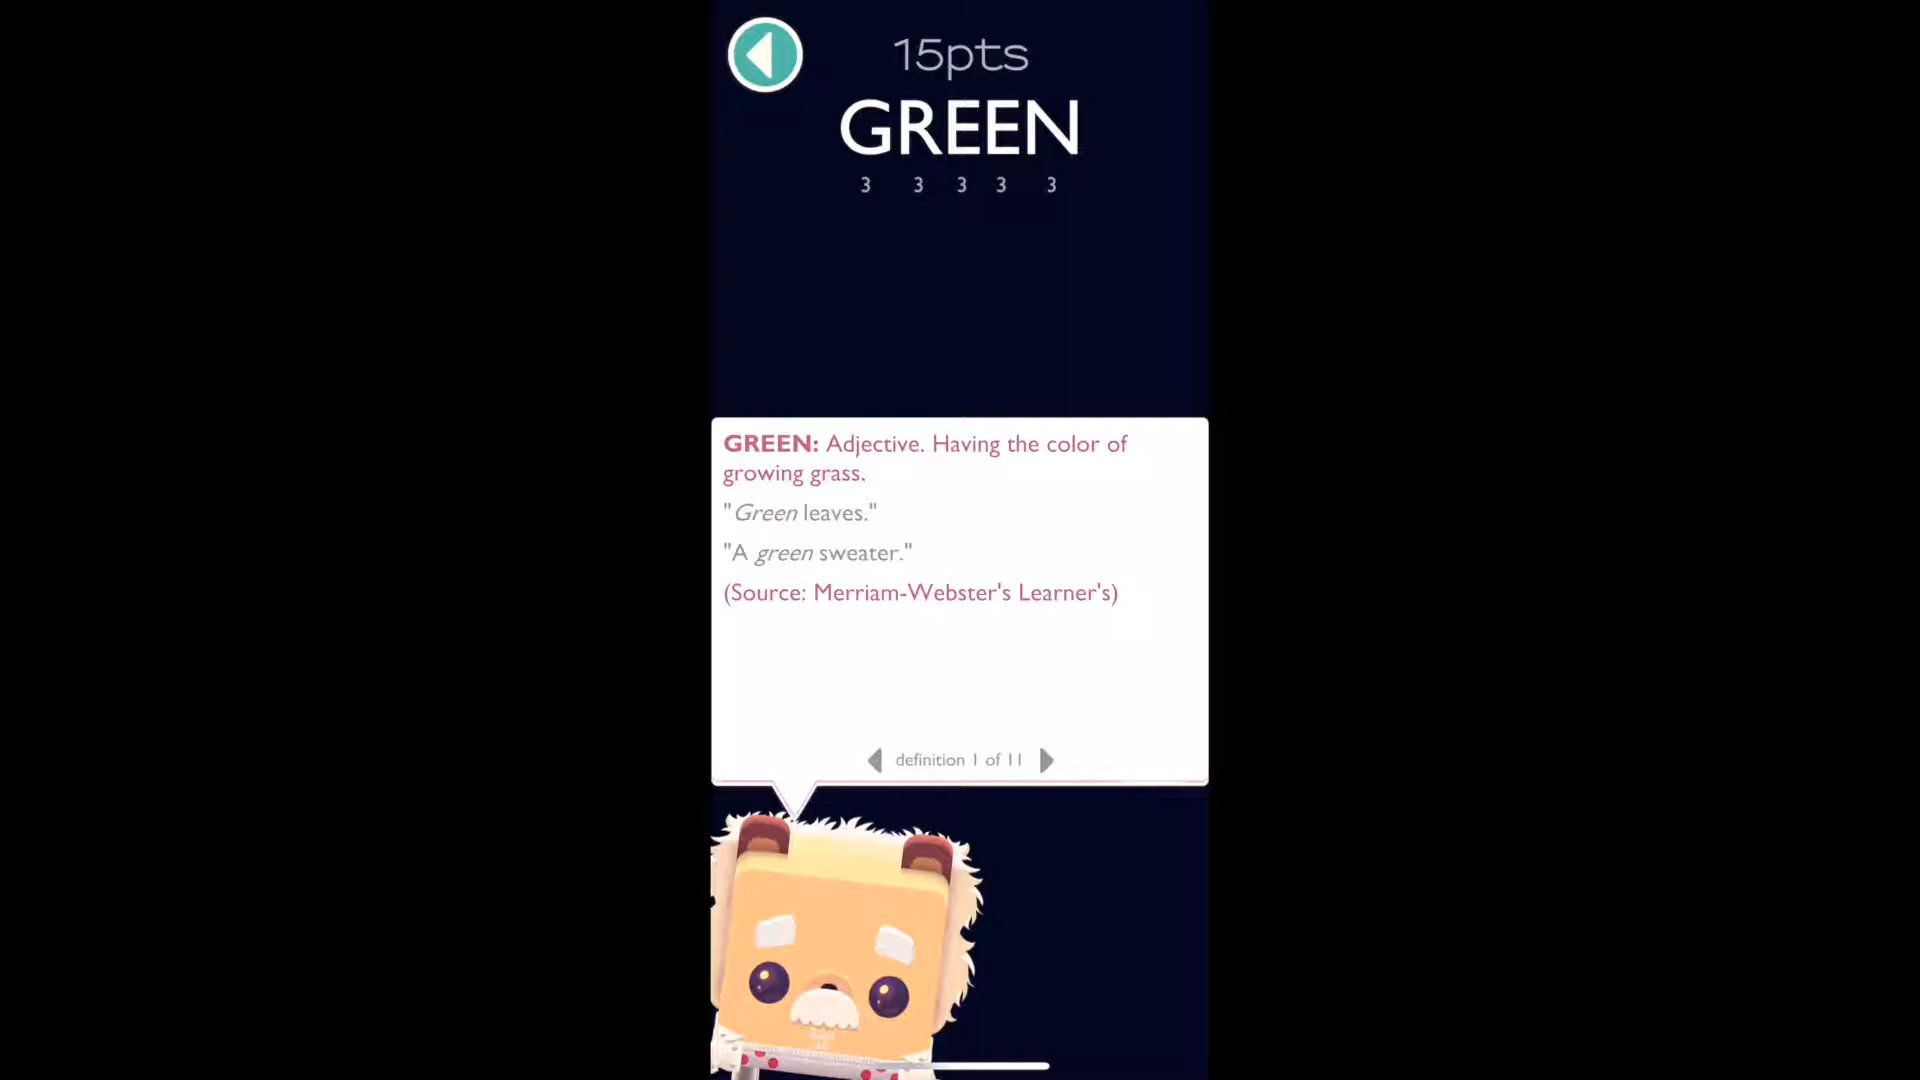 15pts
GREEN
3 3 3 3 3
GREEN: Adjective. Having the color of
growing grass.
"Green leaves."
"A green sweater."
(Source: Merriam-Webster's Learner's)
definition 1 of 11